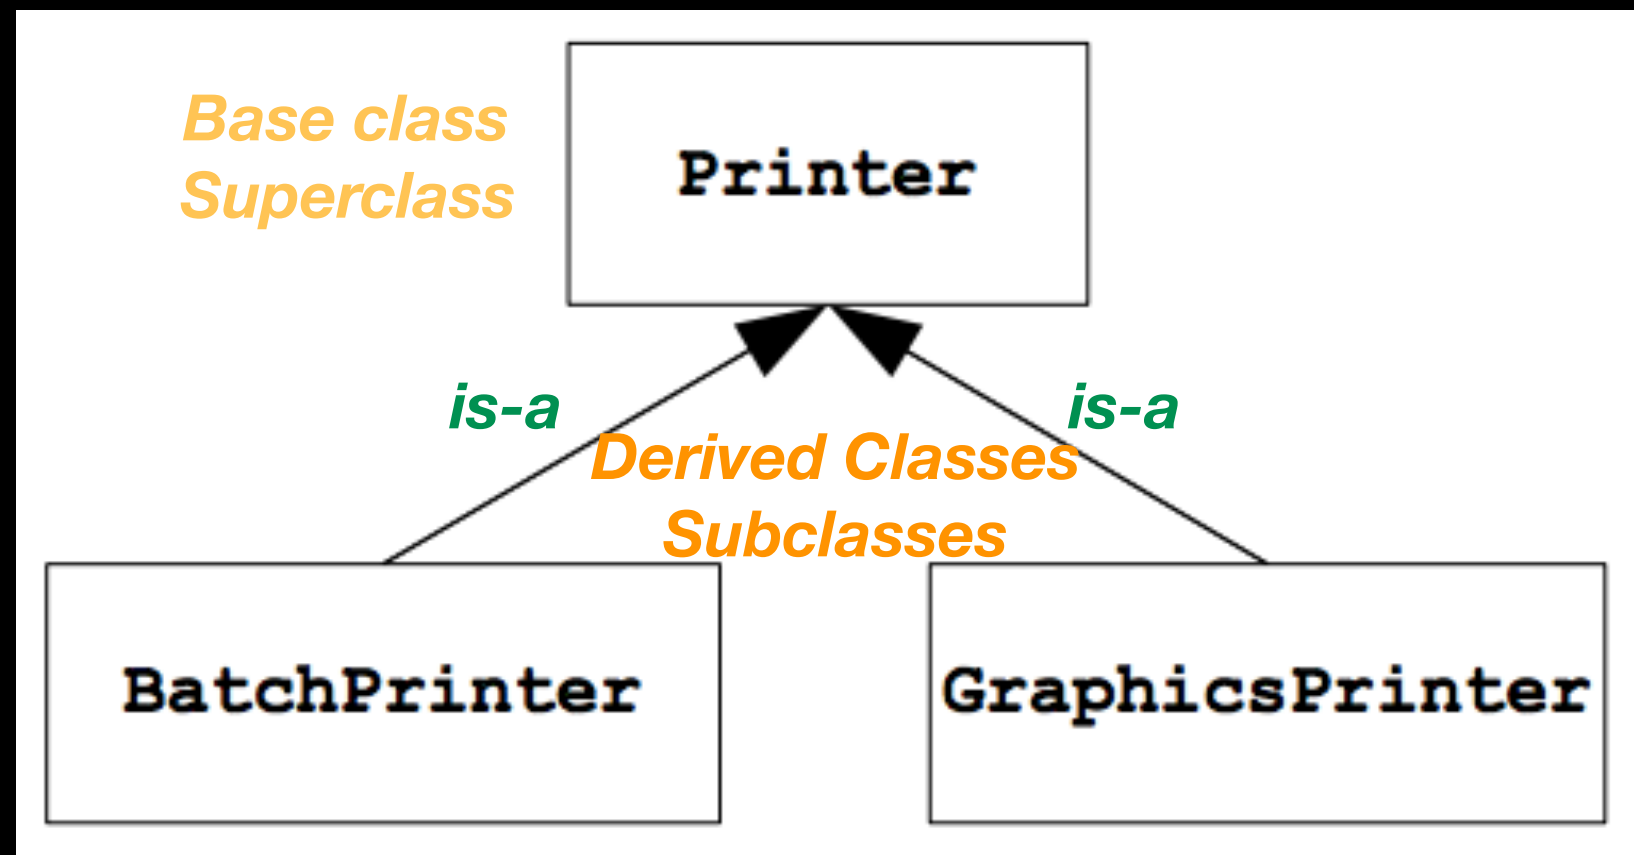 Base class
Superclass
Printer
is-a
is-a
Derived Classes
Subclasses
BatchPrinter
GraphicsPrinter